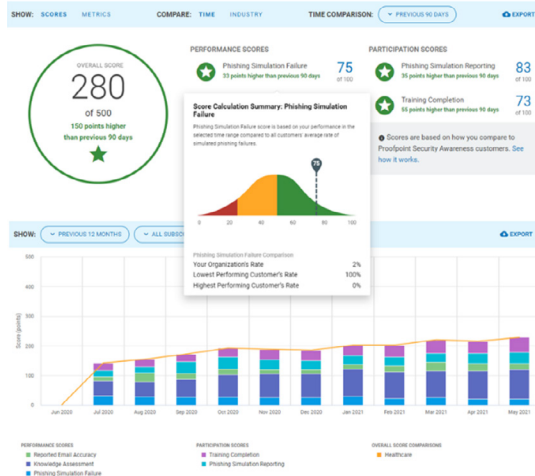 SHOW: SCORES METRICS COMPARE: TIME INDUSTRY TIME COMPARISON: PREVIOUS 90 DAYS EXPORT
OVERALL SCORE
280
of 500
150 points higher
than previous 90 days
PERFORMANCE SCORES
Phishing Simulation Failure
33 points higher than previous 90 days
75
of 100
PARTICIPATION SCORES
Phishing Simulation Reporting
35 points higher than previous 90 days
83
of 100
Training Completion
55 points higher than previous 90 days
73
of 100
Scores are based on how you compare to
Proofpoint Security Awareness customers. See
how it works.
Score Calculation Summary: Phishing Simulation
Failure
Phishing Simulation Failure score is based on your performance in the
selected time range compared to all customers' average rate of
simulated phishing failures.
75
0 20 40 60 80 100
Phishing Simulation Failure Comparison
Your Organization's Rate 2%
Lowest Performing Customer's Rate 100%
Highest Performing Customer's Rate 0%
SHOW: PREVIOUS 12 MONTHS ALL SUBSC EXPORT
Score (points)
500
400
300
200
100
0
Jun 2020 Jul 2020 Aug 2020 Sep 2020 Oct 2020 Nov 2020 Dec 2020 Jan 2021 Feb 2021 Mar 2021 Apr 2021 May 2021
PERFORMANCE SCORES
Reported Email Accuracy
Knowledge Assessment
Phishing Simulation Failure
PARTICIPATION SCORES
Training Completion
Phishing Simulation Reporting
OVERALL SCORE COMPARISONS
Healthcare